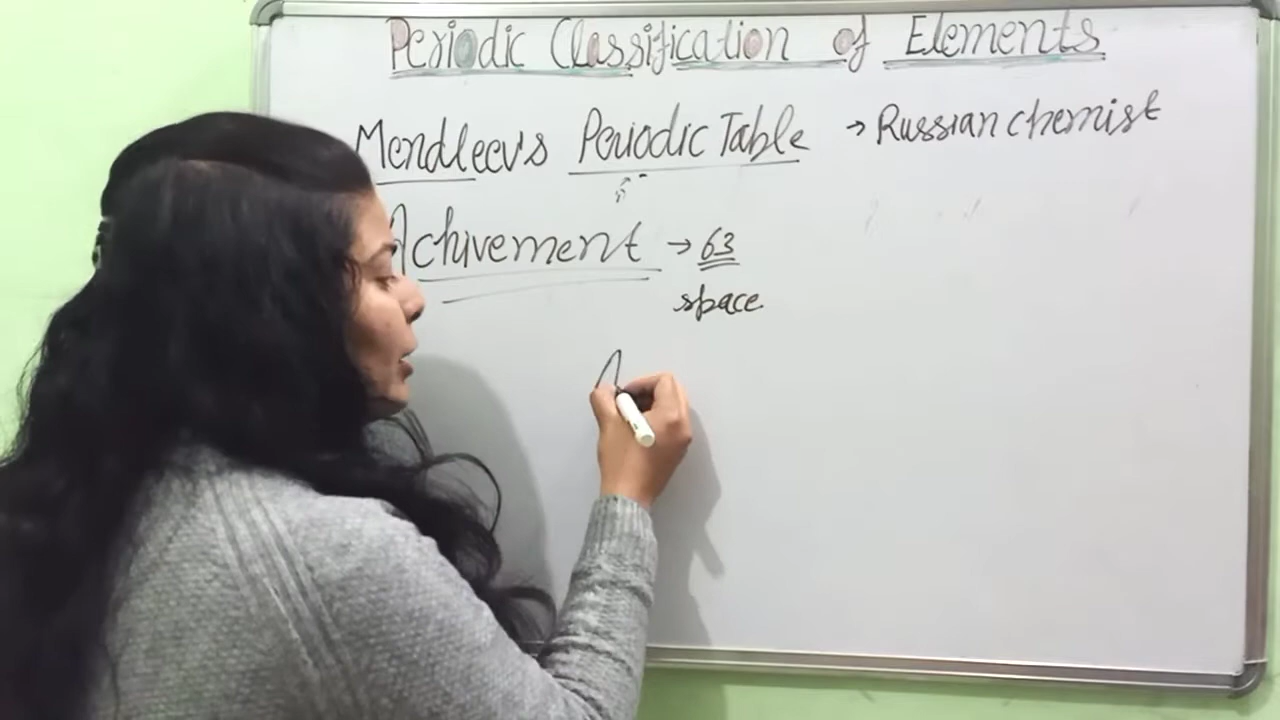 Periodic Classification of Elements
Mendleev's Periodic Table → Russian chemist
Achivement → 63
space